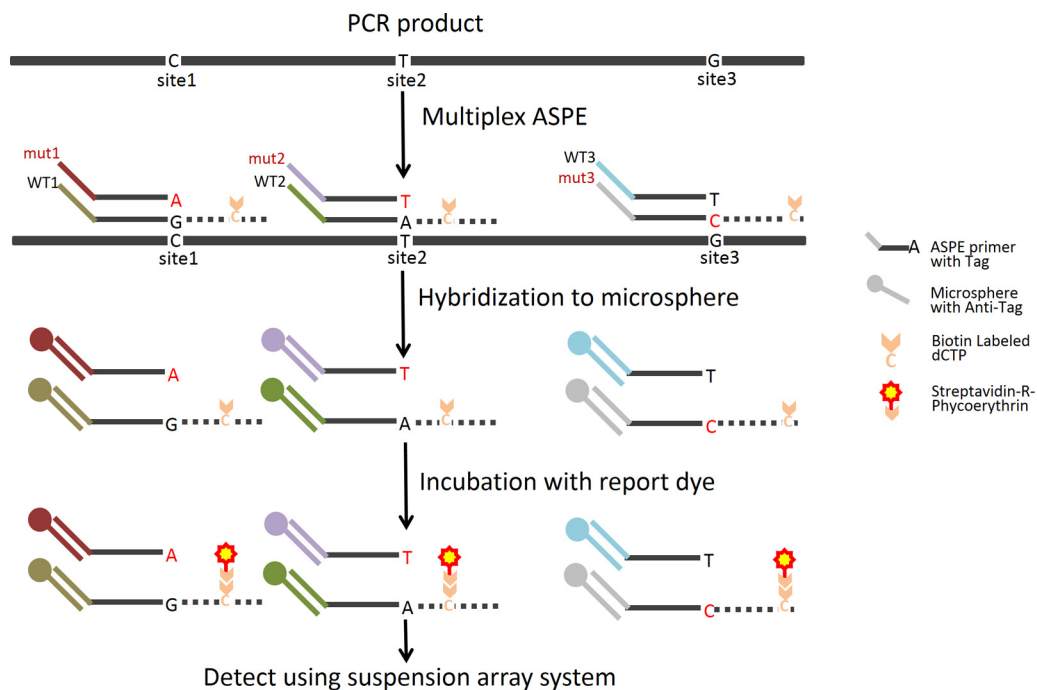 PCR product
C T G
site1 site2 site3
Multiplex ASPE
mut1 mut2 WT3
WT1 WT2 mut3
A T T
C C C
G A C
C T G
site1 site2 site3
A ASPE primer
with Tag
Hybridization to microsphere
Microsphere
with Anti-Tag
Biotin Labeled
dCTP
C
A T T
C C C
G A C
Streptavidin-R-
Phycoerythrin
Incubation with report dye
A T T
C C C
G A C
Detect using suspension array system